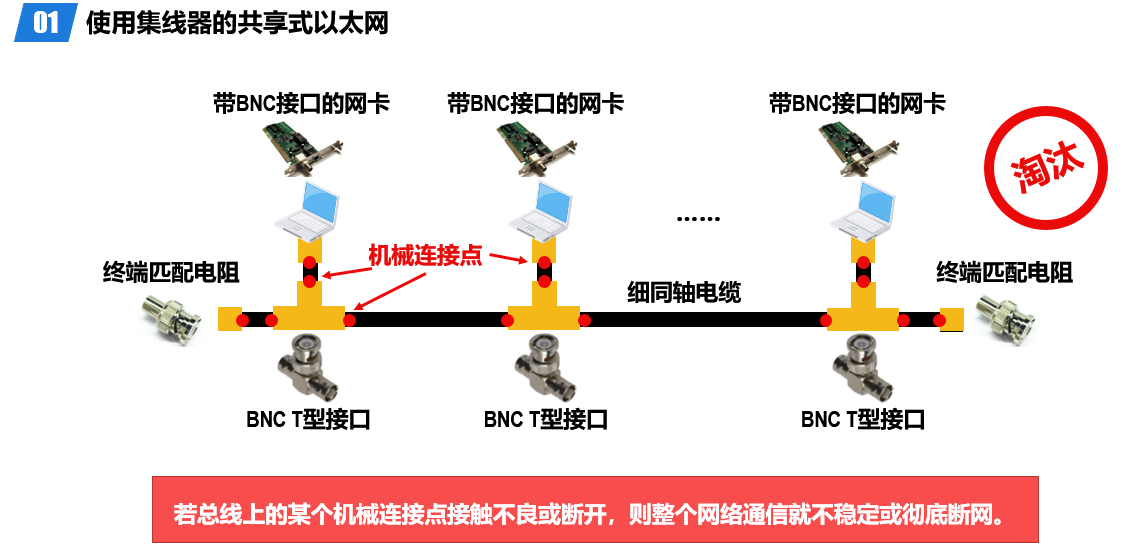 01 使用集线器的共享式以太网
带BNC接口的网卡 带BNC接口的网卡 带BNC接口的网卡
淘汰
……
机械连接点
终端匹配电阻 终端匹配电阻
细同轴电缆
BNC T型接口 BNC T型接口 BNC T型接口
若总线上的某个机械连接点接触不良或断开，则整个网络通信就不稳定或彻底断网。